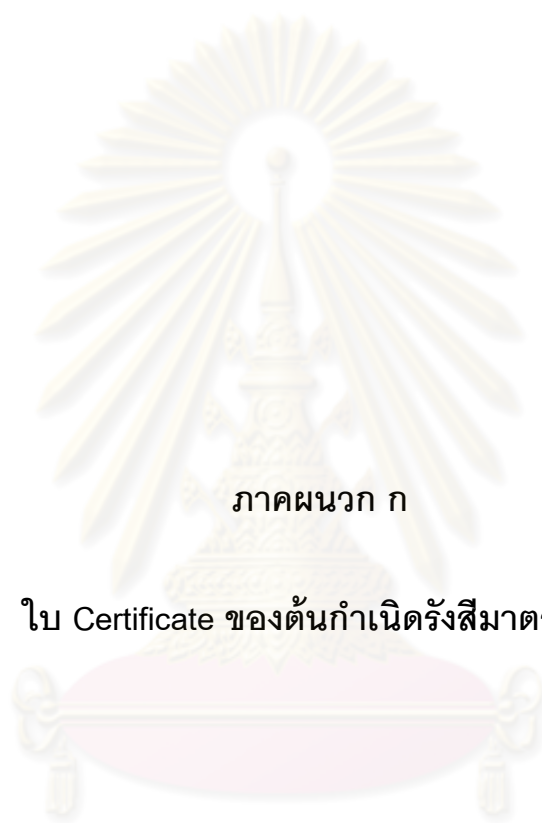 ภาคผนวก ก
ใบ Certificate ของต้นกำเนิดรังสีมาตร